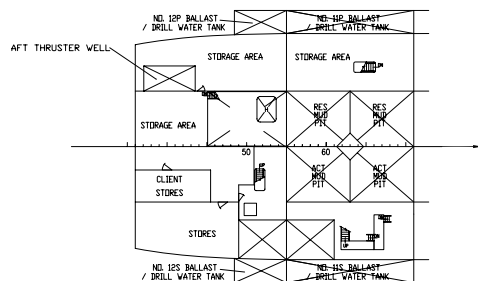 NO. 12P BALLAST
/ DRILL WATER TANK
NO. 11P BALLAST
/ DRILL WATER TANK
AFT THRUSTER WELL
STORAGE AREA
STORAGE AREA
RES
MUD
PIT
RES
MUD
PIT
STORAGE AREA
50
60
ACT
MUD
PIT
ACT
MUD
PIT
CLIENT
STORES
STORES
NO. 12S BALLAST
/ DRILL WATER TANK
NO. 11S BALLAST
/ DRILL WATER TANK